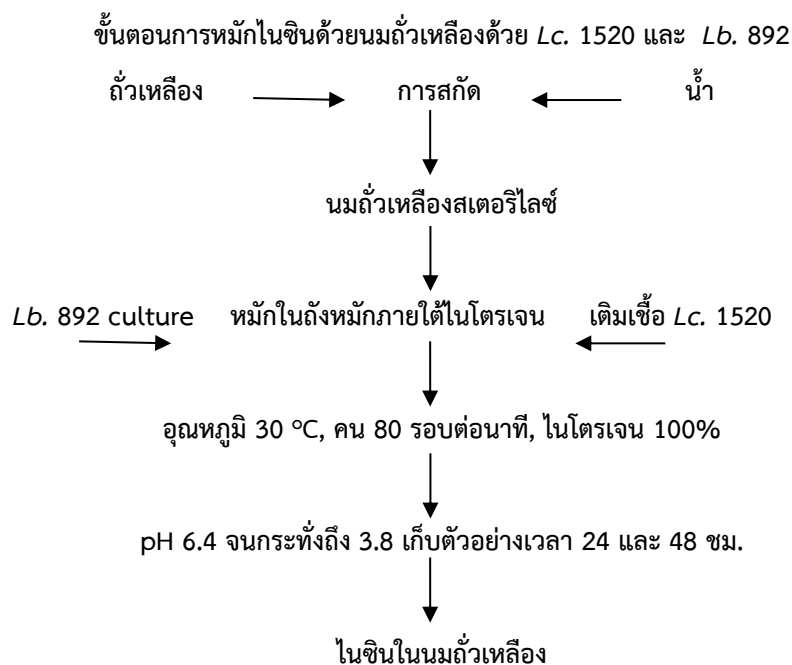 ขั้นตอนการหมักไนซินด้วยนมถั่วเหลืองด้วย Lc. 1520 และ Lb. 892
ถั่วเหลือง การสกัด น้ำ
นมถั่วเหลืองสเตอริไลซ์
Lb. 892 culture หมักในถังหมักภายใต้ไนโตรเจน เติมเชื้อ Lc. 1520
อุณหภูมิ 30 °C, คน 80 รอบต่อนาที, ไนโตรเจน 100%
pH 6.4 จนกระทั่งถึง 3.8 เก็บตัวอย่างเวลา 24 และ 48 ชม.
ไนซินในนมถั่วเหลือง